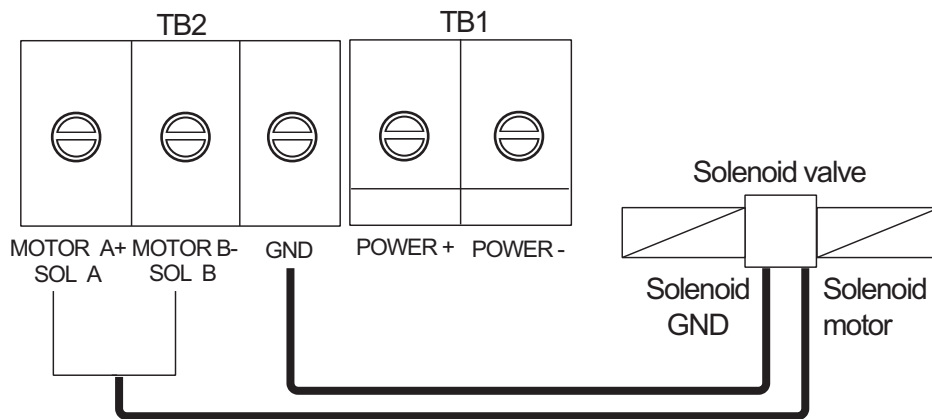 TB2
TB1
MOTOR A+
SOL A
MOTOR B-
SOL B
GND
POWER +
POWER -
Solenoid valve
Solenoid
GND
Solenoid
motor